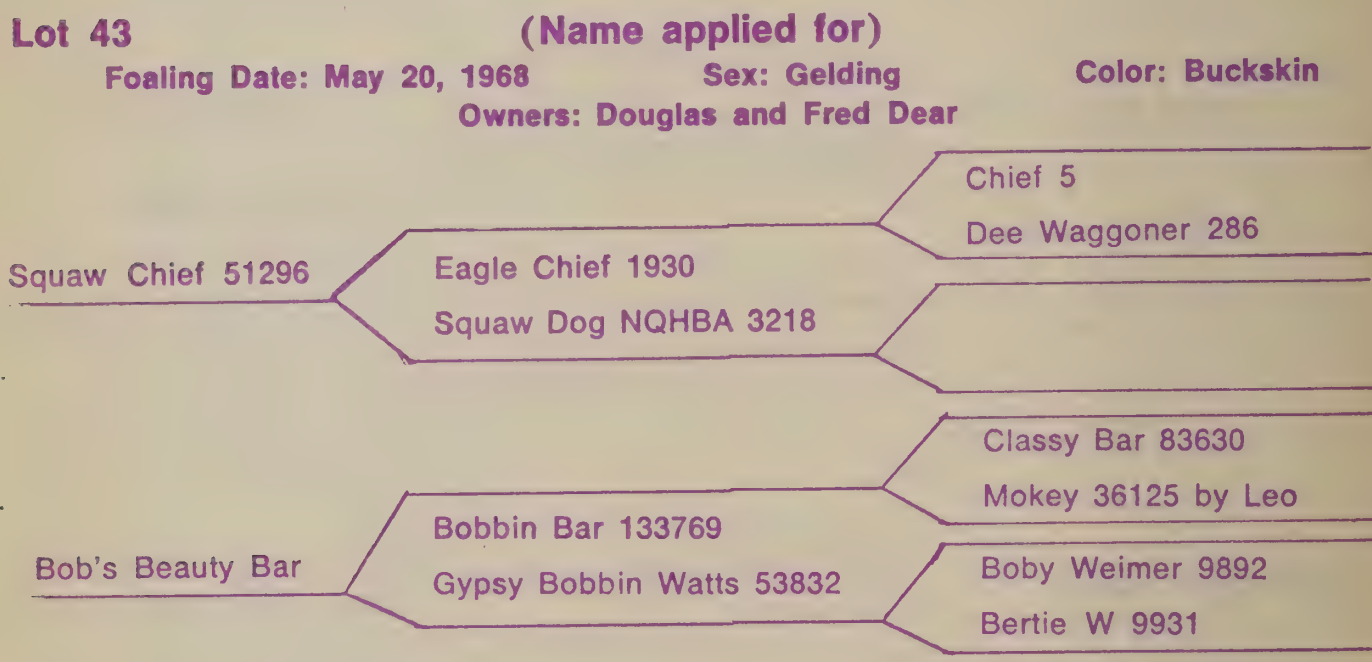 Lot 43 (Name applied for)
Foaling Date: May 20, 1968 Sex: Gelding Color: Buckskin
Owners: Douglas and Fred Dear
Chief 5
Dee Waggoner 286
Squaw Chief 51296
Eagle Chief 1930
Squaw Dog NQHBA 3218
Classy Bar 83630
Mokey 36125 by Leo
Bobbin Bar 133769
Gypsy Bobbin Watts 53832
Bob's Beauty Bar
Boby Weimer 9892
Bertie W 9931